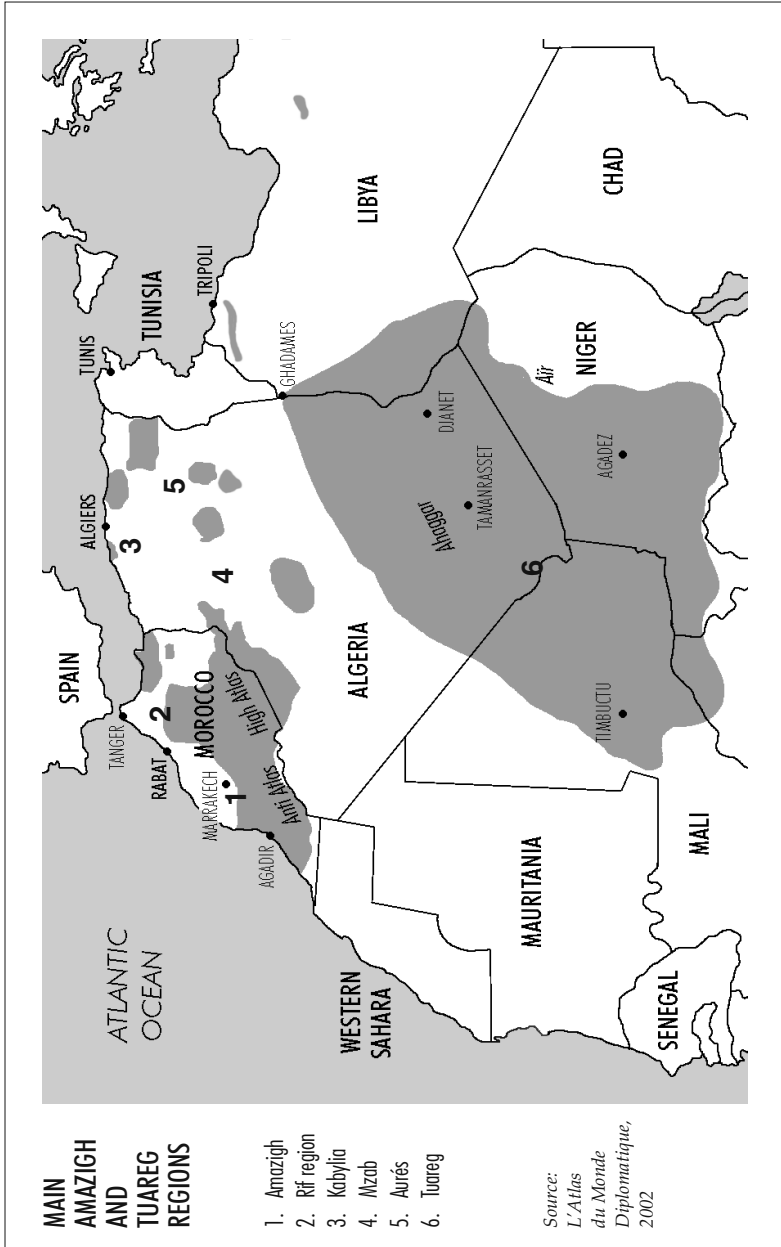 MAIN
AMAZIGH
AND
TUAREG
REGIONS
1. Amazigh
2. Rif region
3. Kabylia
4. Mzab
5. Aurés
6. Tuareg
Source:
L'Atlas
du Monde
Diplomatique,
2002
ATLANTIC
OCEAN
SPAIN
TANGER
RABAT
2
MOROCCO
MARRAKECH
1
AGADIR
Anti Atlas
High Atlas
ALGIERS
3
4
5
ALGERIA
TUNIS
TUNISIA
TRIPOLI
GHADAMES
LIBYA
DJANET
Ahaggar
TAMANRASSET
6
WESTERN
SAHARA
MAURITANIA
TIMBUCTU
AGADEZ
Aïr
NIGER
CHAD
SENEGAL
MALI